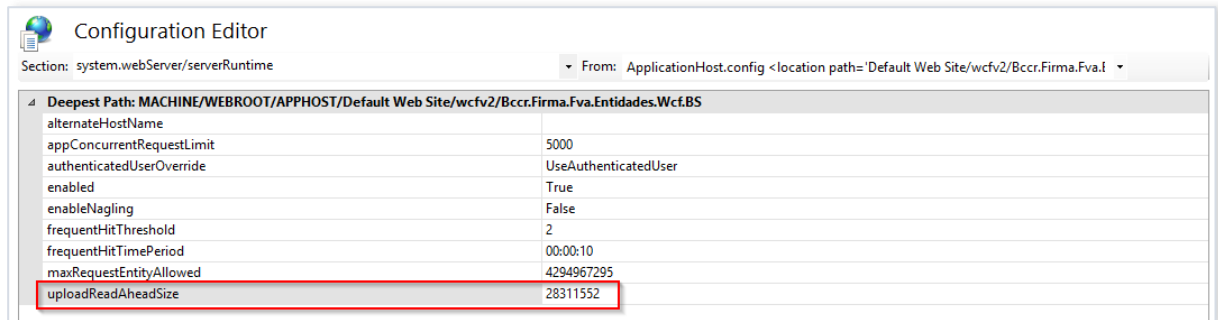 Configuration Editor
Section: system.webServer/serverRuntime From: ApplicationHost.config <location path='Default Web Site/wcfv2/Bccr.Firma.Fva.E
Deepest Path: MACHINE/WEBROOT/APPHOST/Default Web Site/wcfv2/Bccr.Firma.Fva.Entidades.Wcf.BS
alternateHostName
appConcurrentRequestLimit 5000
authenticatedUserOverride UseAuthenticatedUser
enabled True
enableNagling False
frequentHitThreshold 2
frequentHitTimePeriod 00:00:10
maxRequestEntityAllowed 4294967295
uploadReadAheadSize 28311552